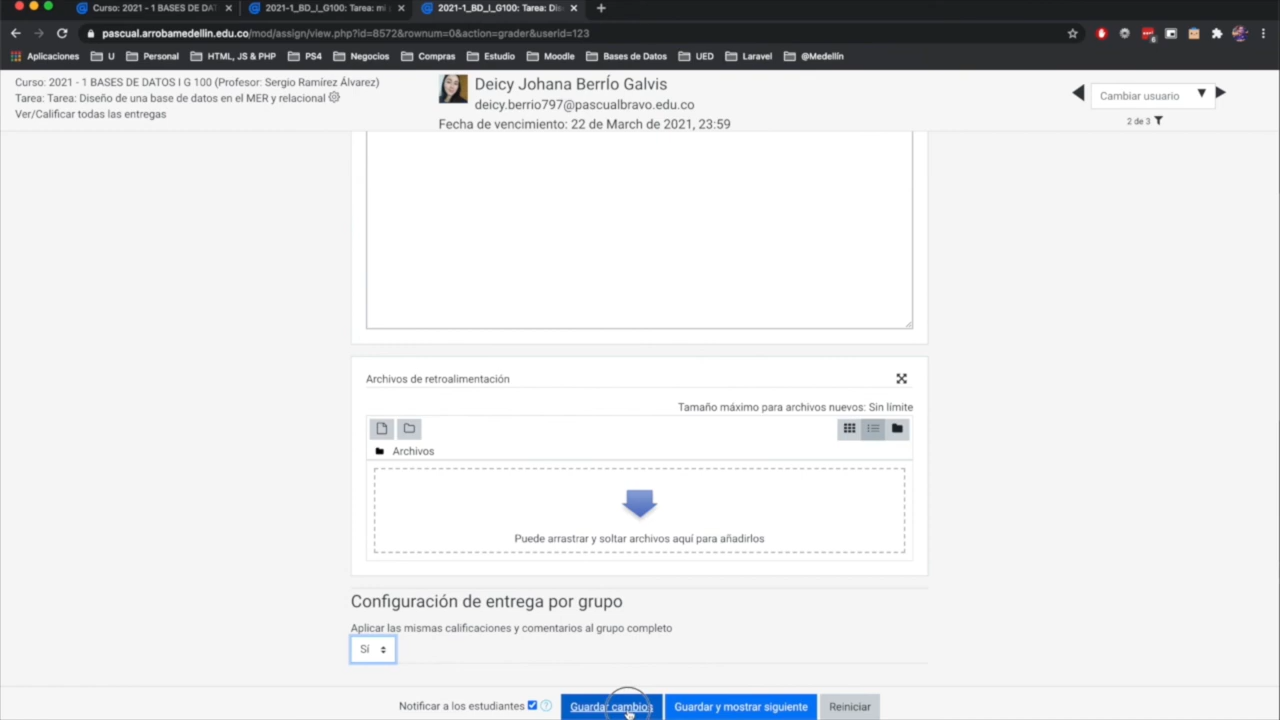 Curso: 2021 - 1 BASES DE DAT
2021-1_BD_I_G100: Tarea: mi
2021-1_BD_I_G100: Tarea: Dis
pascual.arrobamedellin.edu.co/mod/assign/view.php?id=8572&rownum=0&action=grader&userid=123
Aplicaciones U Personal HTML, JS & PHP PS4 Negocios Compras Estudio Moodle Bases de Datos UED Laravel @Medellín
Curso: 2021 - 1 BASES DE DATOS I G 100 (Profesor: Sergio Ramírez Álvarez)
Tarea: Tarea: Diseño de una base de datos en el MER y relacional
Ver/Calificar todas las entregas
Deicy Johana BerrÍo Galvis
deicy.berrio797@pascualbravo.edu.co
Fecha de vencimiento: 22 de March de 2021, 23:59
Cambiar usuario
2 de 3
Archivos de retroalimentación
Tamaño máximo para archivos nuevos: Sin límite
Archivos
Puede arrastrar y soltar archivos aquí para añadirlos
Configuración de entrega por grupo
Aplicar las mismas calificaciones y comentarios al grupo completo
Sí
Notificar a los estudiantes
Guardar cambios
Guardar y mostrar siguiente
Reiniciar